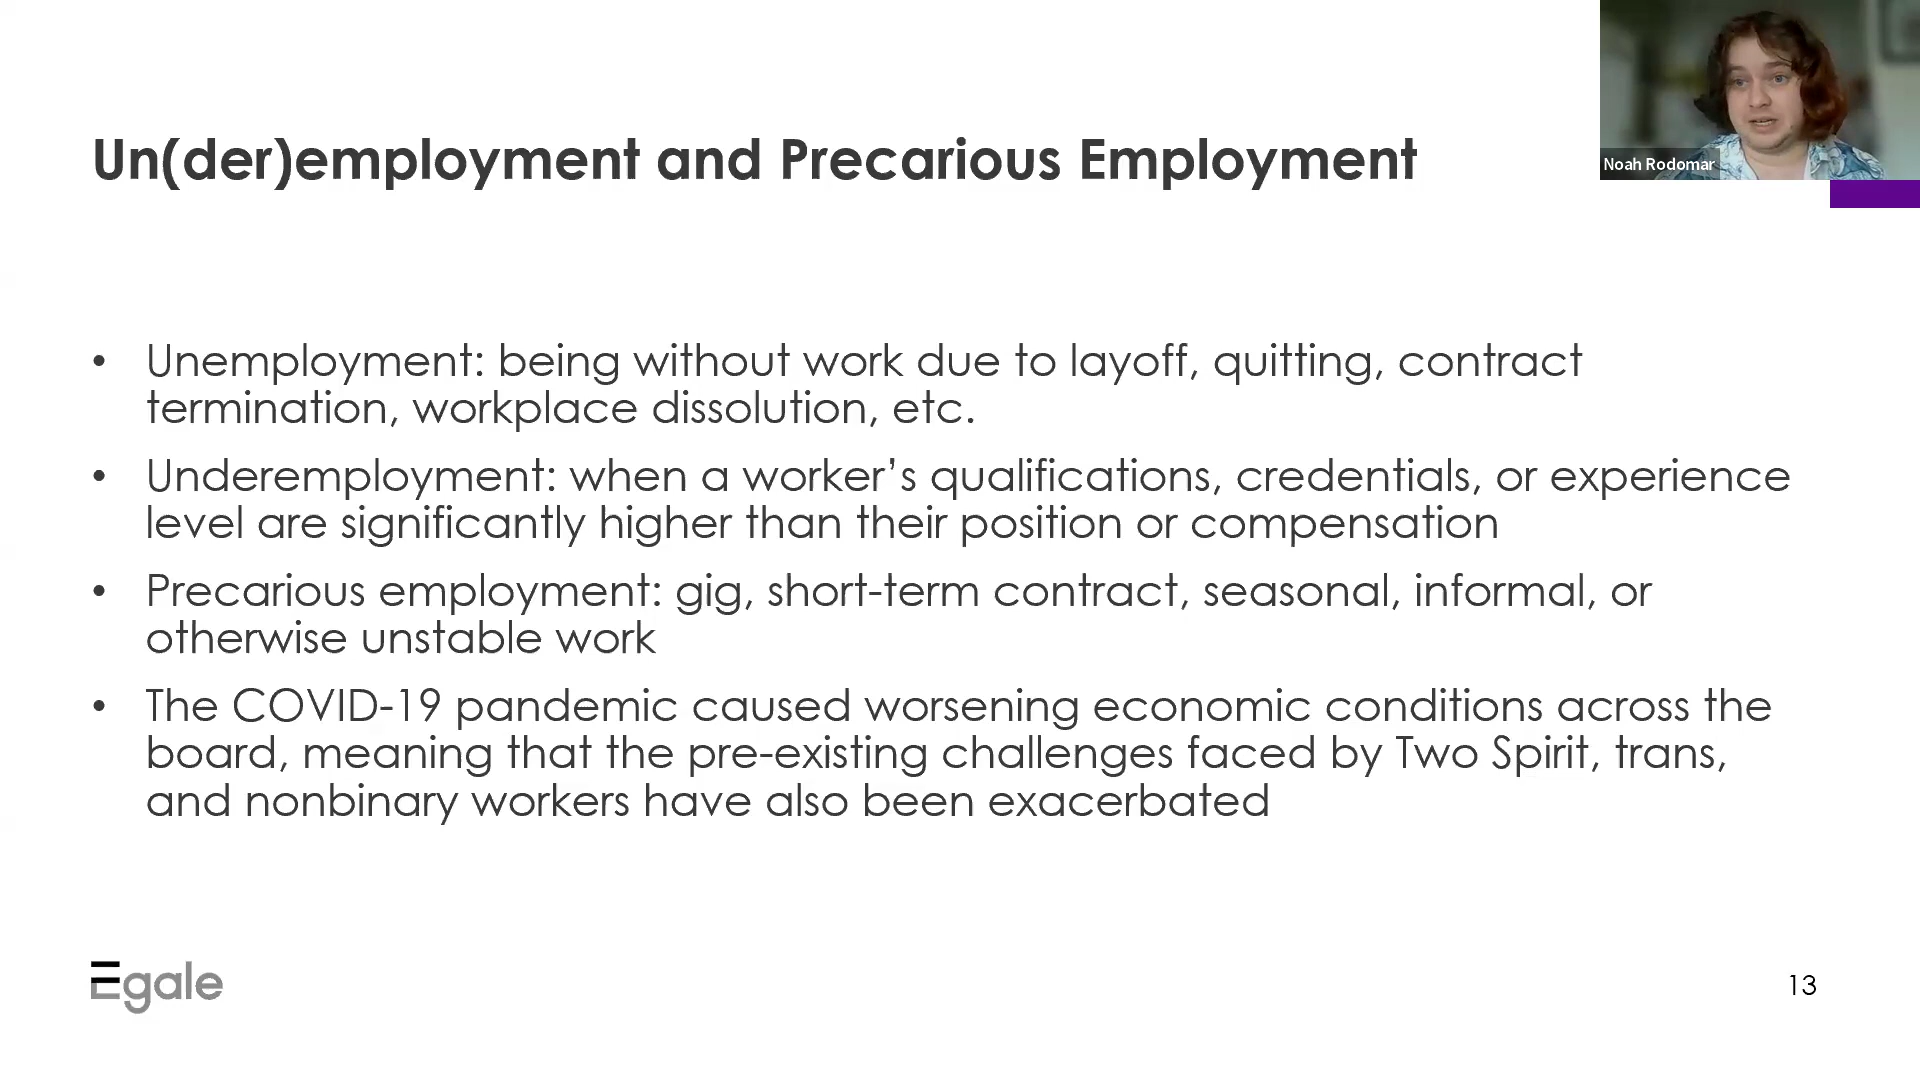 Noah Rodomar
Un(der)employment and Precarious Employment
• Unemployment: being without work due to layoff, quitting, contract
termination, workplace dissolution, etc.
• Underemployment: when a worker’s qualifications, credentials, or experience
level are significantly higher than their position or compensation
• Precarious employment: gig, short-term contract, seasonal, informal, or
otherwise unstable work
• The COVID-19 pandemic caused worsening economic conditions across the
board, meaning that the pre-existing challenges faced by Two Spirit, trans,
and nonbinary workers have also been exacerbated
Egale
13